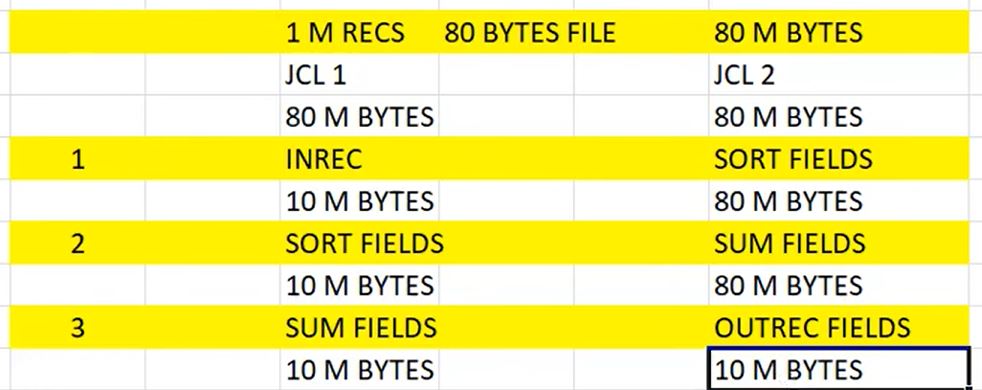 1 M RECS 80 BYTES FILE 80 M BYTES
JCL 1 JCL 2
80 M BYTES 80 M BYTES
1 INREC SORT FIELDS
10 M BYTES 80 M BYTES
2 SORT FIELDS SUM FIELDS
10 M BYTES 80 M BYTES
3 SUM FIELDS OUTREC FIELDS
10 M BYTES 10 M BYTES